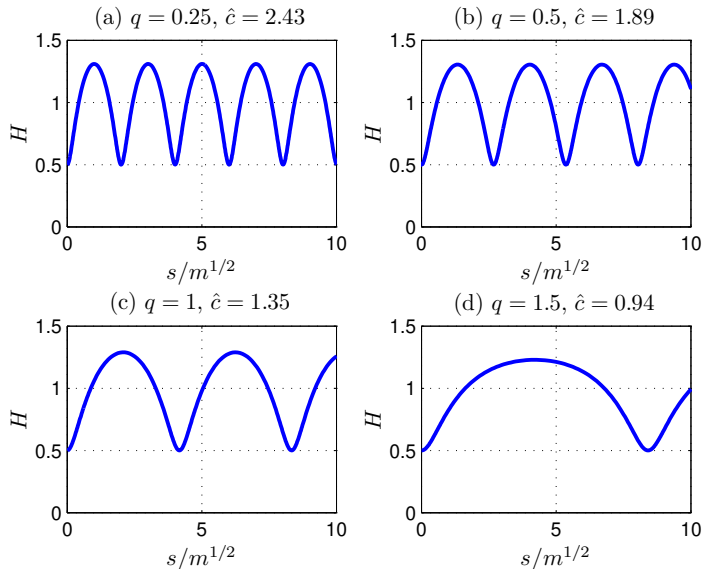 (a) q = 0.25, ĉ = 2.43
1.5
1
0.5
0
H
0
5
10
s/m^{1/2}
(b) q = 0.5, ĉ = 1.89
1.5
1
0.5
0
H
0
5
10
s/m^{1/2}
(c) q = 1, ĉ = 1.35
1.5
1
0.5
0
H
0
5
10
s/m^{1/2}
(d) q = 1.5, ĉ = 0.94
1.5
1
0.5
0
H
0
5
10
s/m^{1/2}